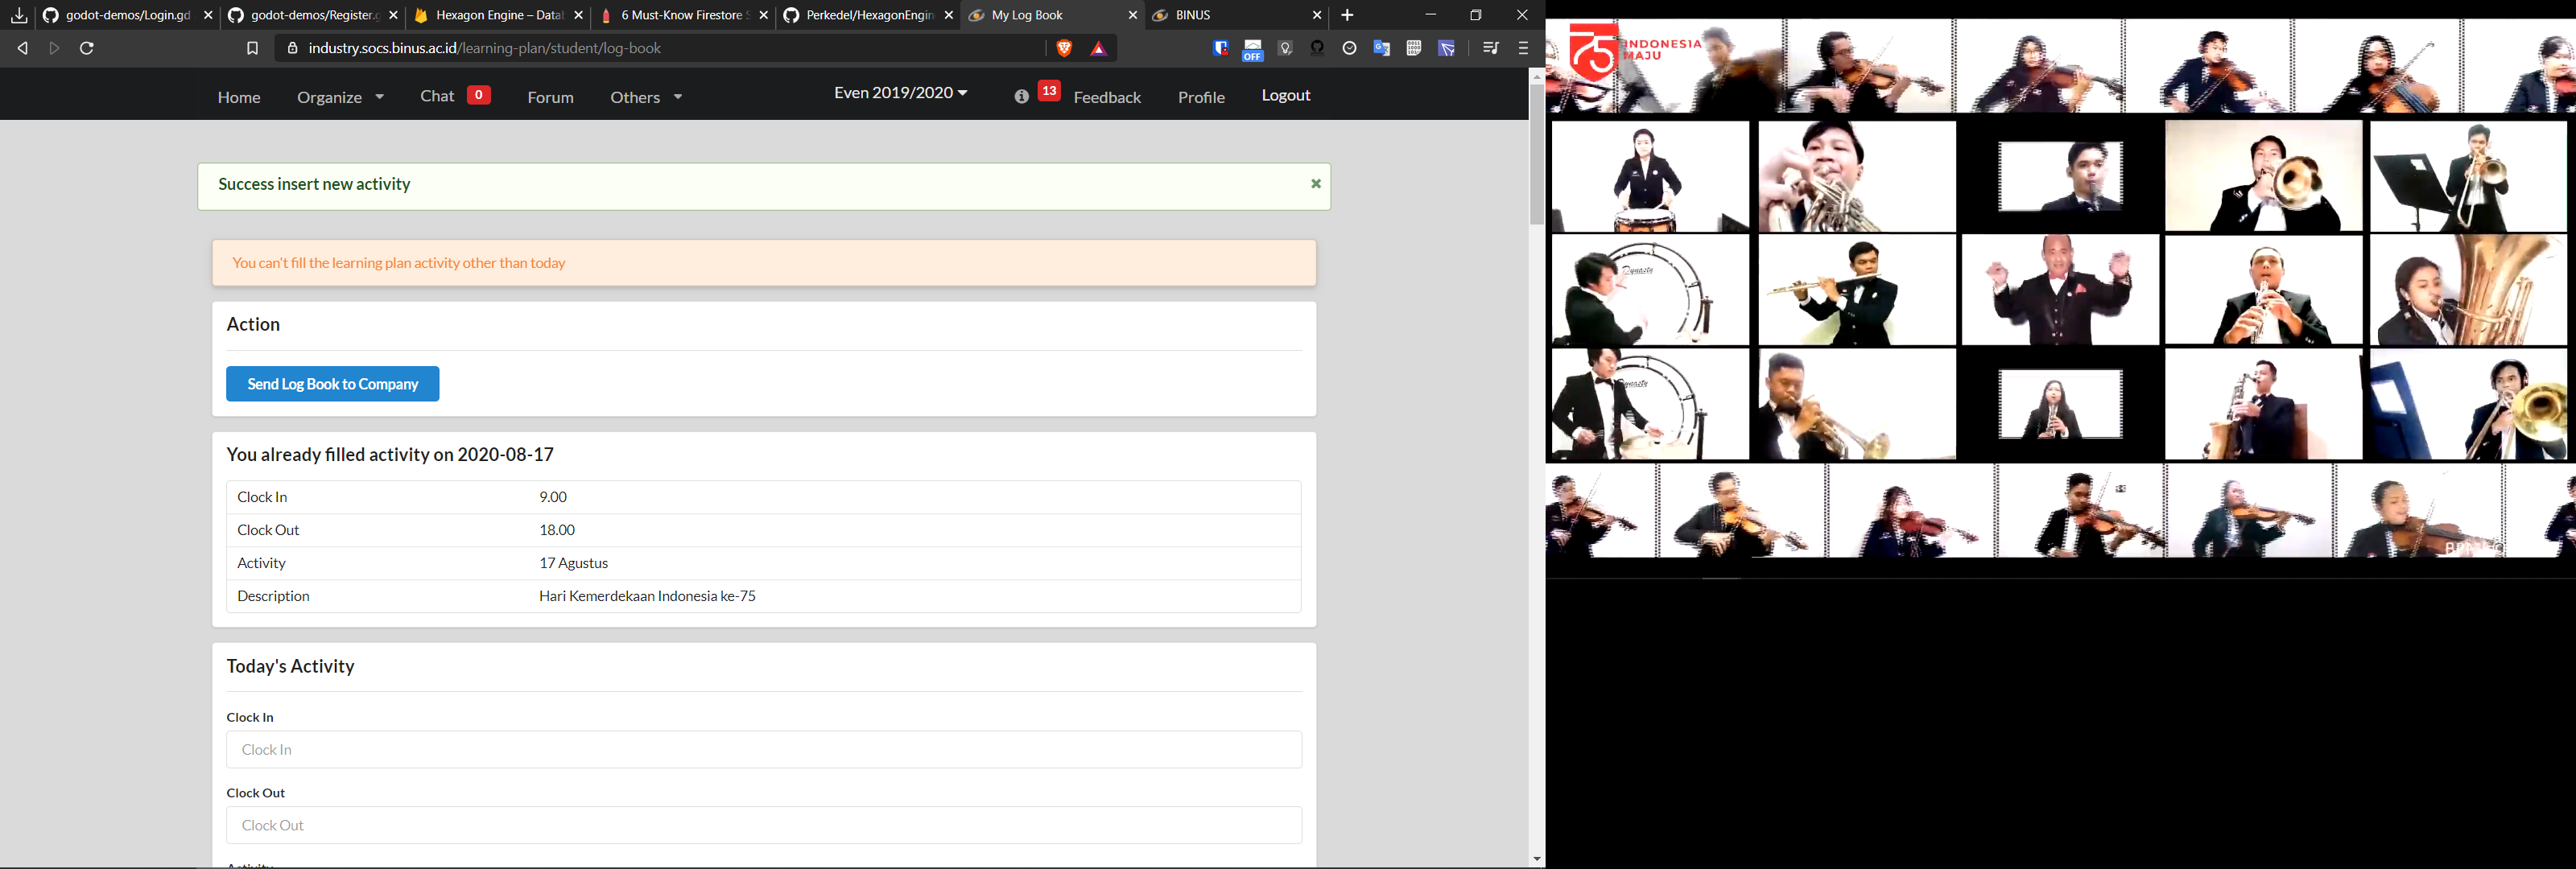 godot-demos/Login.gd
godot-demos/Register.g
Hexagon Engine – Datab
6 Must-Know Firestore S
Perkedel/HexagonEngin
My Log Book
BINUS
industry.socs.binus.ac.id/learning-plan/student/log-book
OFF
Home
Organize
Chat
0
Forum
Others
Even 2019/2020
13
Feedback
Profile
Logout
Success insert new activity
You can't fill the learning plan activity other than today
Action
Send Log Book to Company
You already filled activity on 2020-08-17
Clock In 9.00
Clock Out 18.00
Activity 17 Agustus
Description Hari Kemerdekaan Indonesia ke-75
Today's Activity
Clock In
Clock In
Clock Out
Clock Out
Activity
75
INDONESIA
MAJU
Dynasty
Dynasty